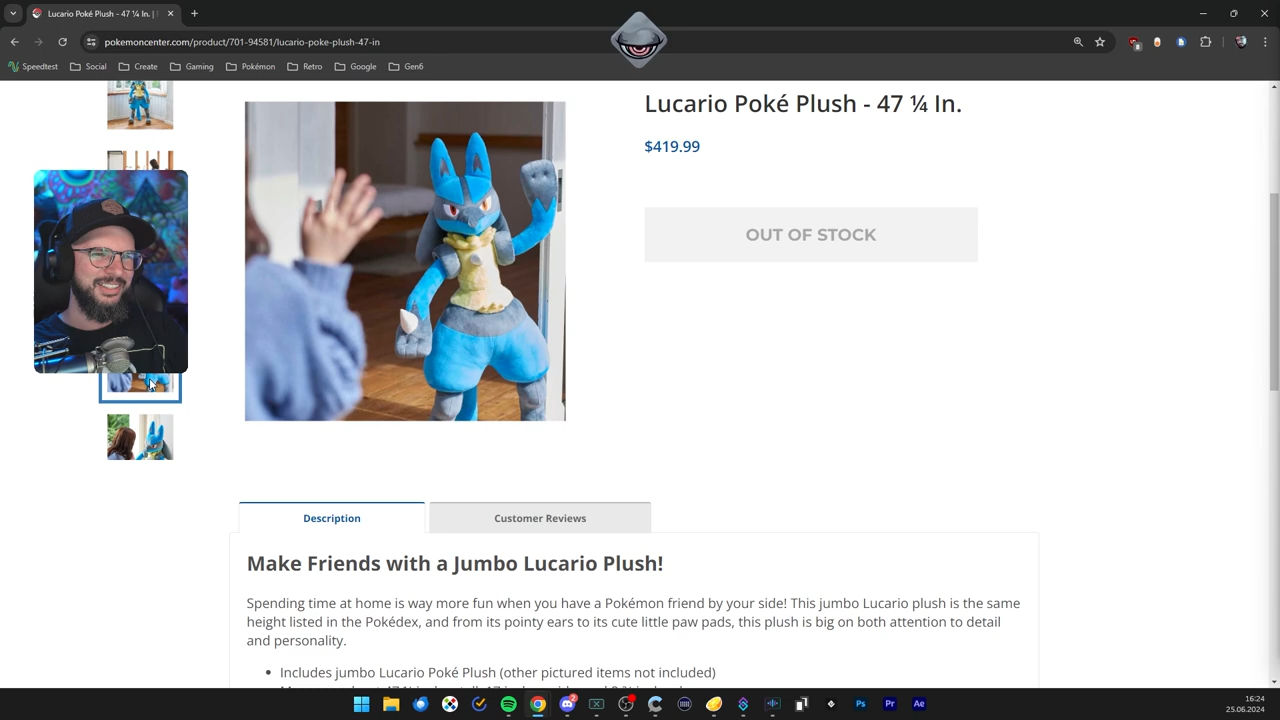 Lucario Poké Plush - 47 ¼ In. |
pokemoncenter.com/product/701-94581/lucario-poke-plush-47-in
Speedtest
Social
Create
Gaming
Pokémon
Retro
Google
Gen6
Lucario Poké Plush - 47 ¼ In.
$419.99
OUT OF STOCK
Description
Customer Reviews
Make Friends with a Jumbo Lucario Plush!
Spending time at home is way more fun when you have a Pokémon friend by your side! This jumbo Lucario plush is the same
height listed in the Pokédex, and from its pointy ears to its cute little paw pads, this plush is big on both attention to detail
and personality.
• Includes jumbo Lucario Poké Plush (other pictured items not included)
Ps
Pr
Ae
16:24
25.06.2024